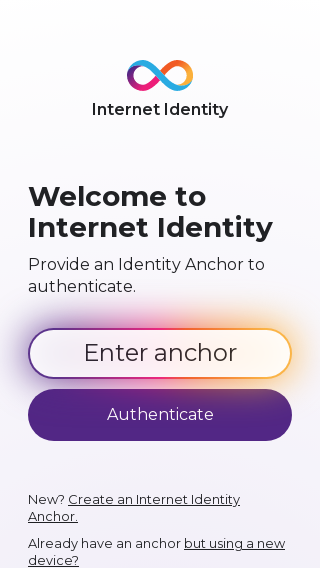 Internet Identity
Welcome to
Internet Identity
Provide an Identity Anchor to
authenticate.
Enter anchor
Authenticate
New? Create an Internet Identity
Anchor.
Already have an anchor but using a new
device?